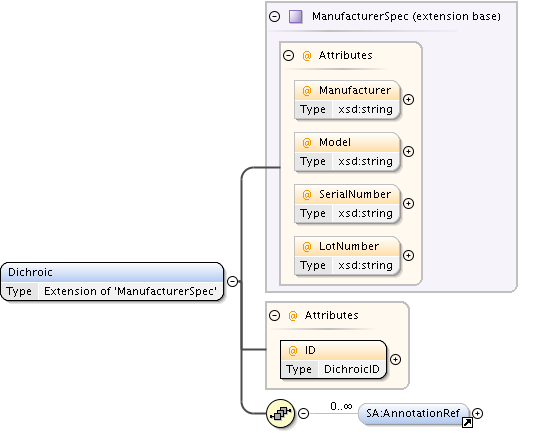 ManufacturerSpec (extension base)
@ Attributes
@ Manufacturer
Type xsd:string
@ Model
Type xsd:string
@ SerialNumber
Type xsd:string
@ LotNumber
Type xsd:string
Dichroic
Type Extension of 'ManufacturerSpec'
@ Attributes
@ ID
Type DichroicID
0..∞
SA:AnnotationRef